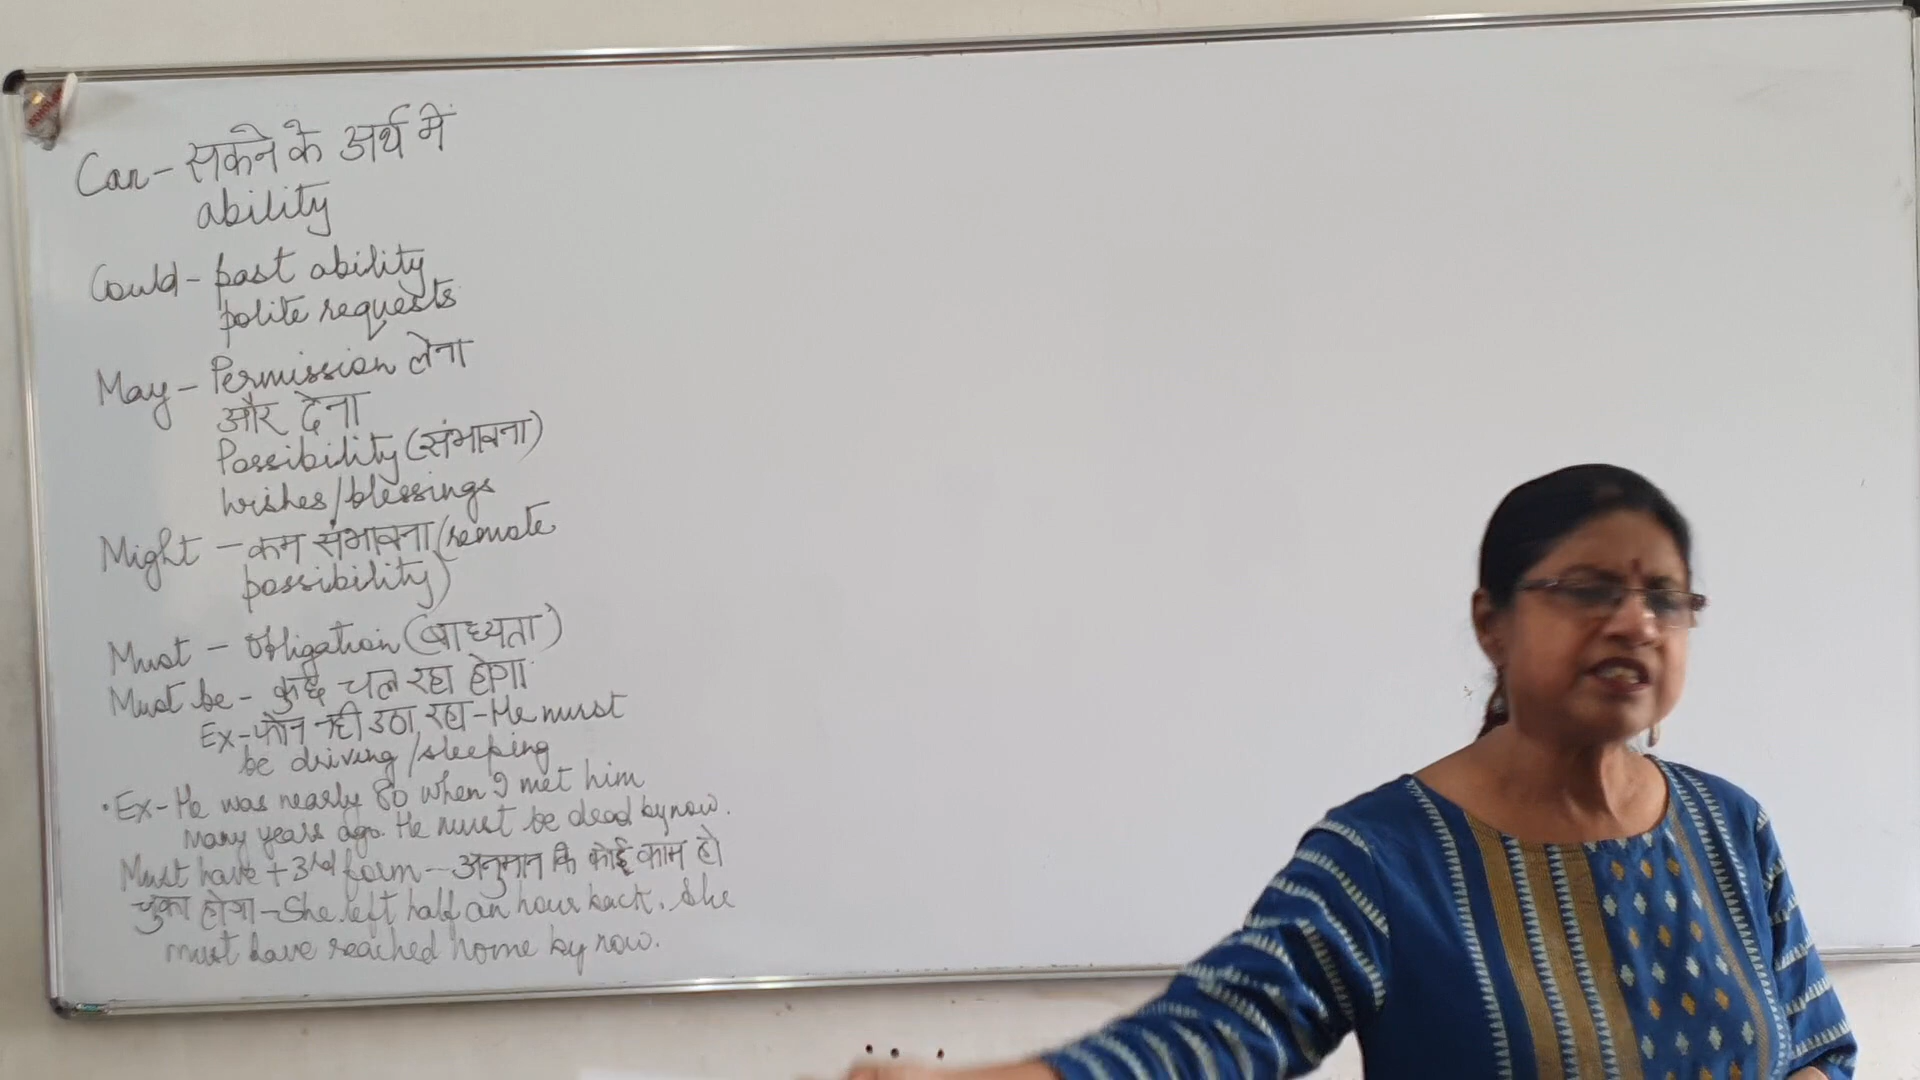 Can - सकने के अर्थ में
ability
Could - past ability
polite requests
May - Permission लेना
और देना
Possibility (संभावना)
wishes/blessings
Might - कम संभावना (remote
possibility)
Must - Obligation (बाध्यता)
Must be - कुछ चल रहा होगा
Ex - फोन नही उठा रहा - He must
be driving/sleeping
• Ex - He was nearly 80 when I met him
many years ago. He must be dead by now.
Must have + 3rd form - अनुमान कि कोई काम हो
चुका होगा - She left half an hour back. She
must have reached home by now.